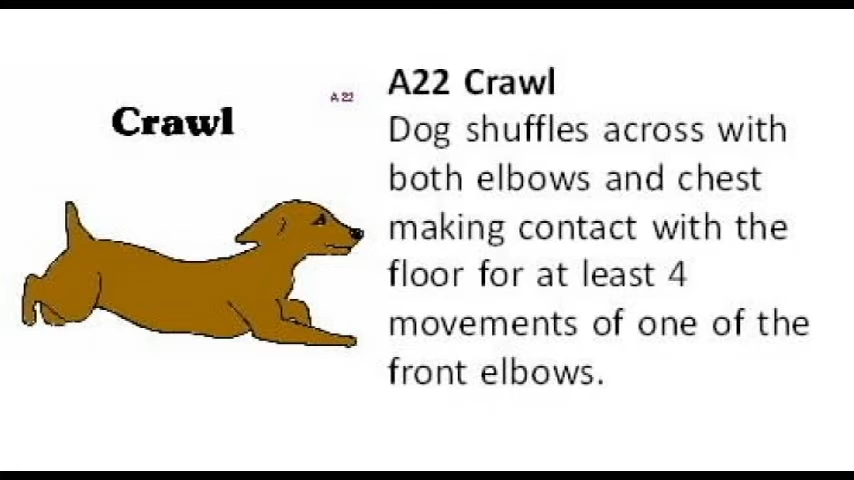 A22
Crawl
A22 Crawl
Dog shuffles across with
both elbows and chest
making contact with the
floor for at least 4
movements of one of the
front elbows.